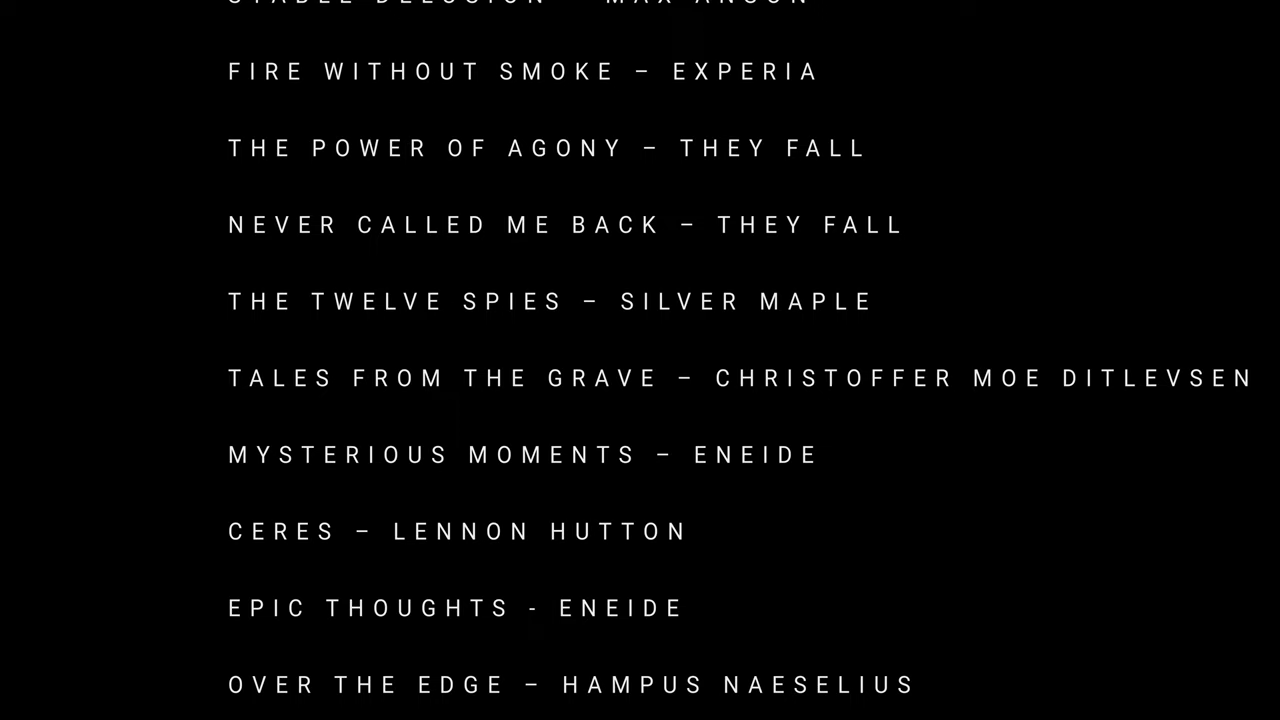 FIRE WITHOUT SMOKE – EXPERIA
THE POWER OF AGONY – THEY FALL
NEVER CALLED ME BACK – THEY FALL
THE TWELVE SPIES – SILVER MAPLE
TALES FROM THE GRAVE – CHRISTOFFER MOE DITLEVSEN
MYSTERIOUS MOMENTS – ENEIDE
CERES – LENNON HUTTON
EPIC THOUGHTS - ENEIDE
OVER THE EDGE – HAMPUS NAESELIUS